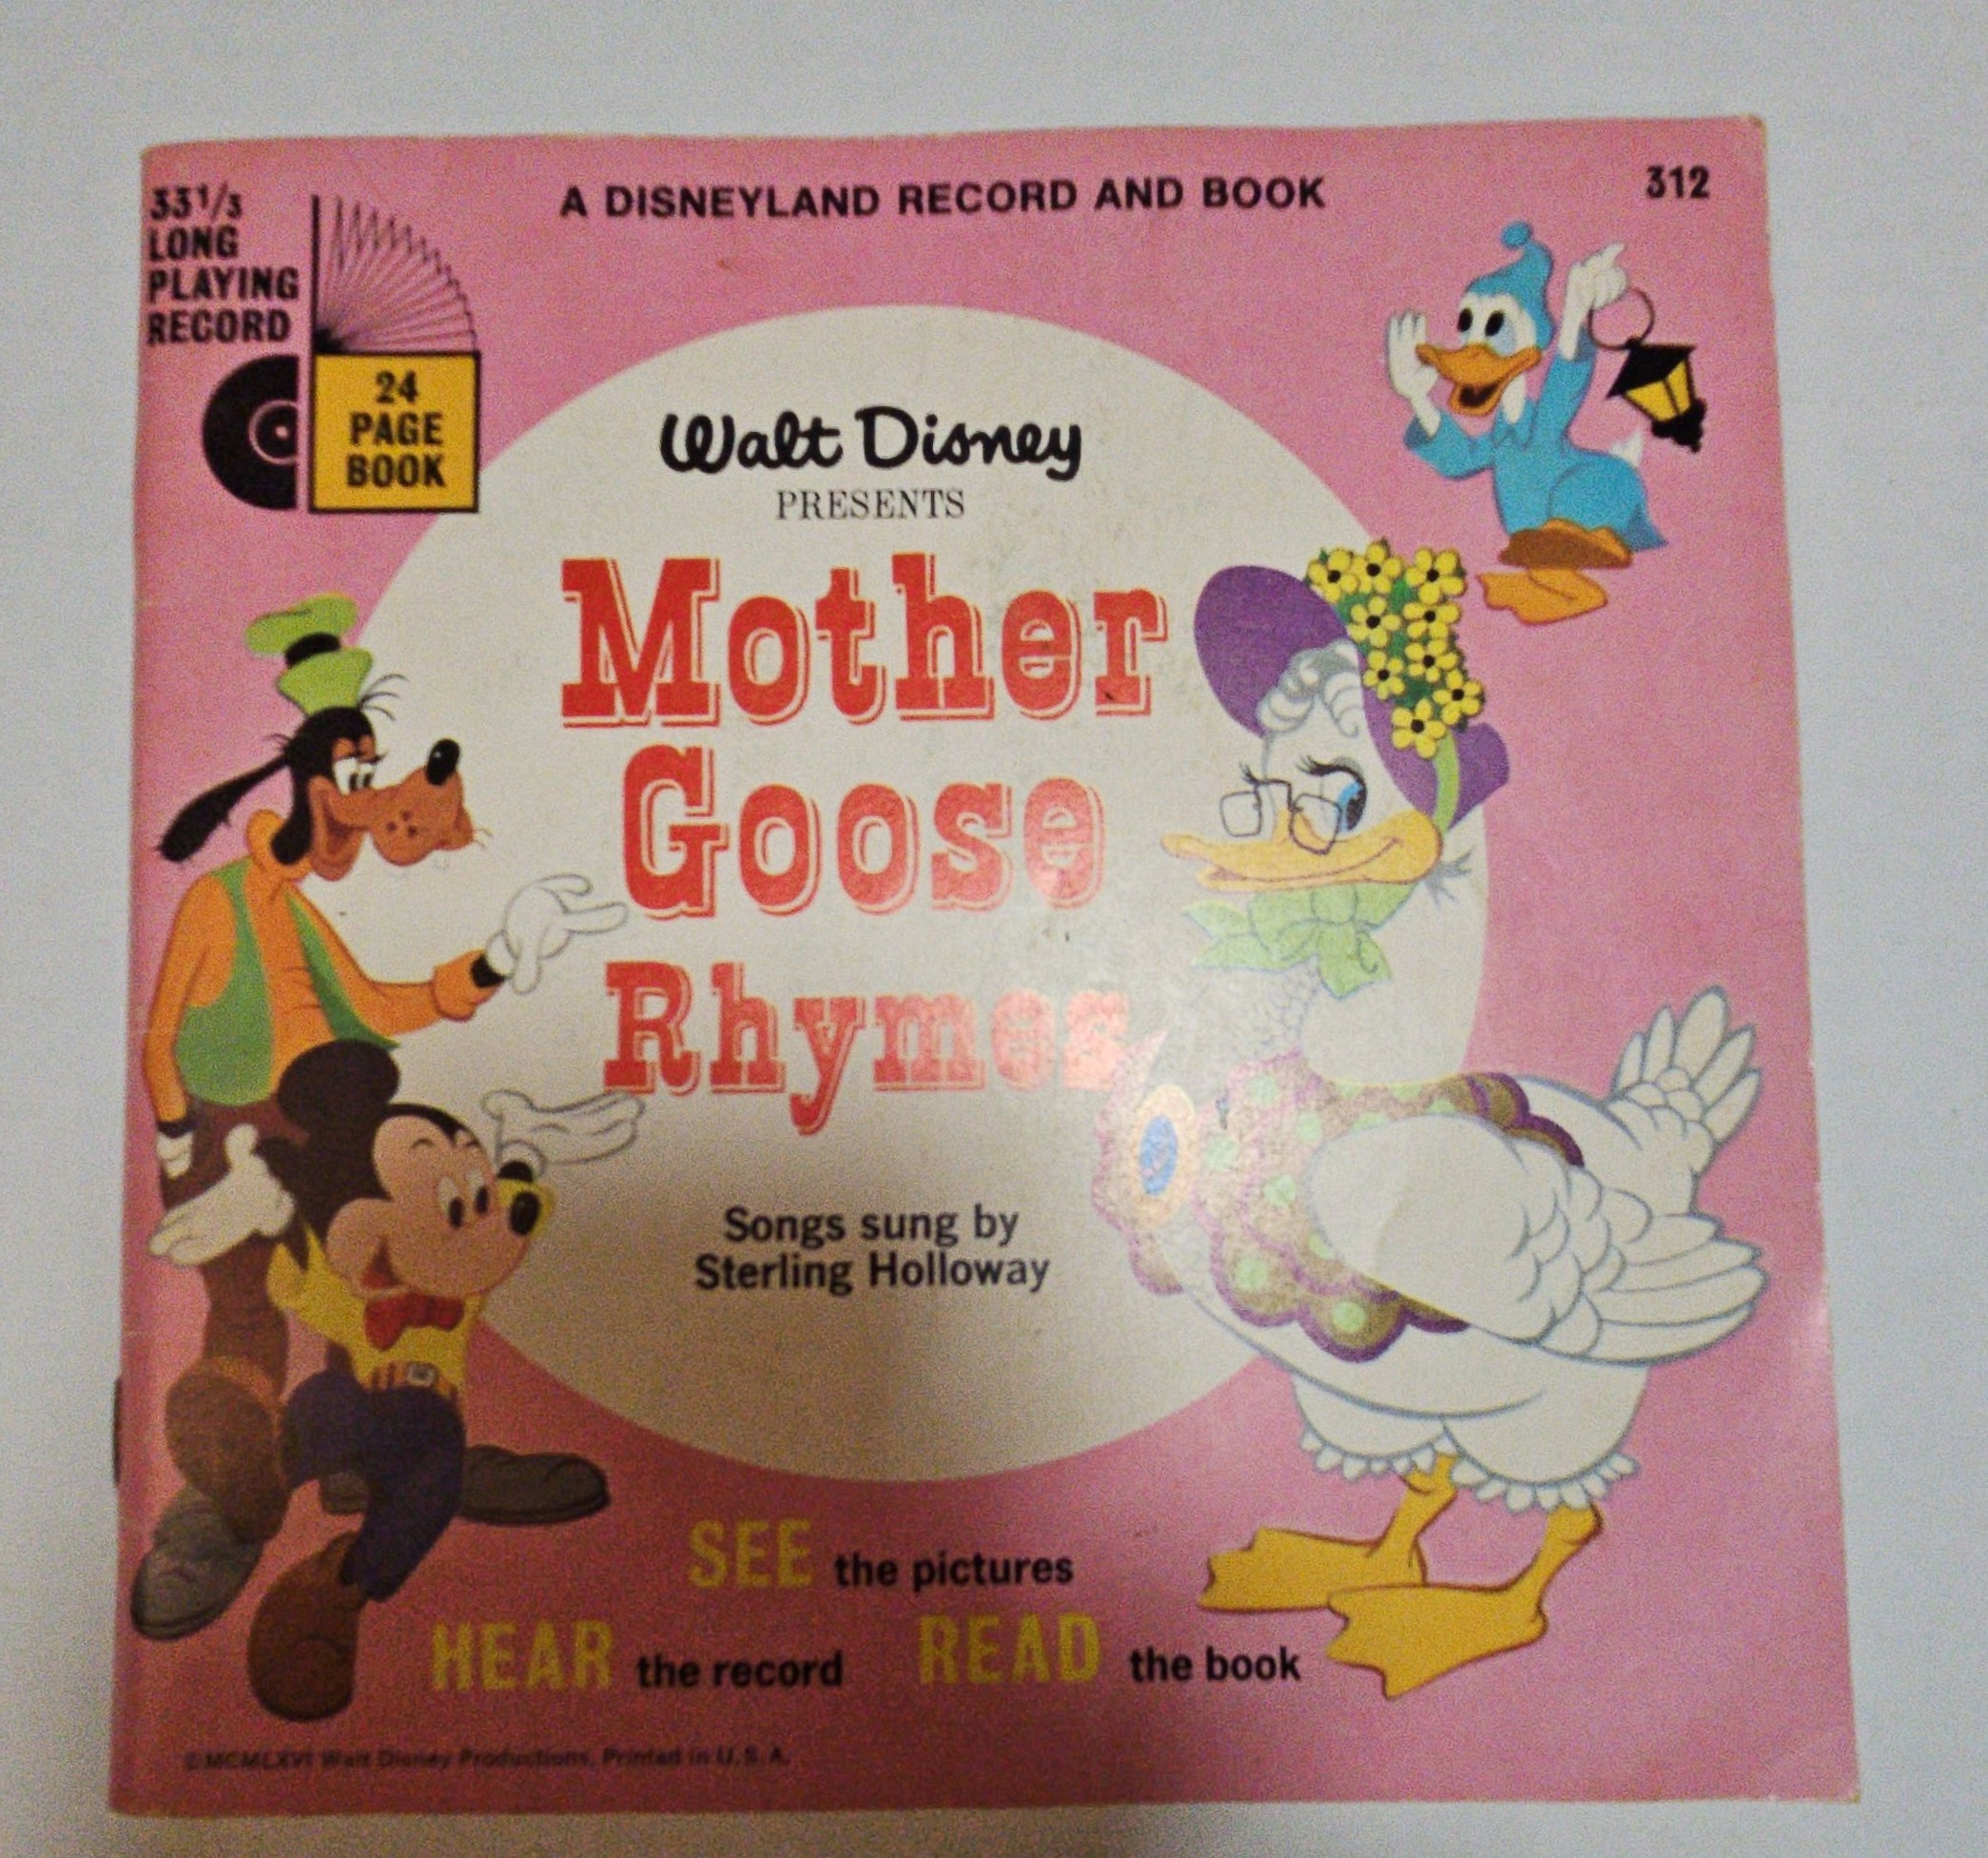 A DISNEYLAND RECORD AND BOOK
312
33 1/3
LONG
PLAYING
RECORD
24
PAGE
BOOK
Walt Disney
PRESENTS
Mother
Goose
Rhymes
Songs sung by
Sterling Holloway
SEE the pictures
HEAR the record READ the book
© MCMLXVI Walt Disney Productions, Printed in U.S.A.